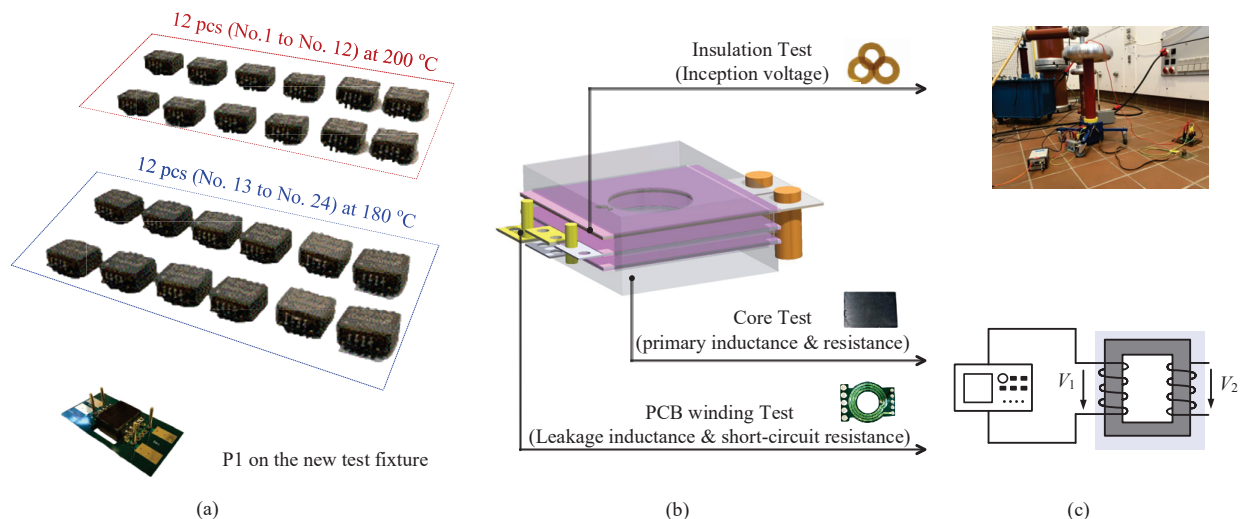 12 pcs (No.1 to No. 12) at 200 °C
12 pcs (No. 13 to No. 24) at 180 °C
P1 on the new test fixture
(a)
Insulation Test
(Inception voltage)
Core Test
(primary inductance & resistance)
PCB winding Test
(Leakage inductance & short-circuit resistance)
(b)
V1
V2
(c)